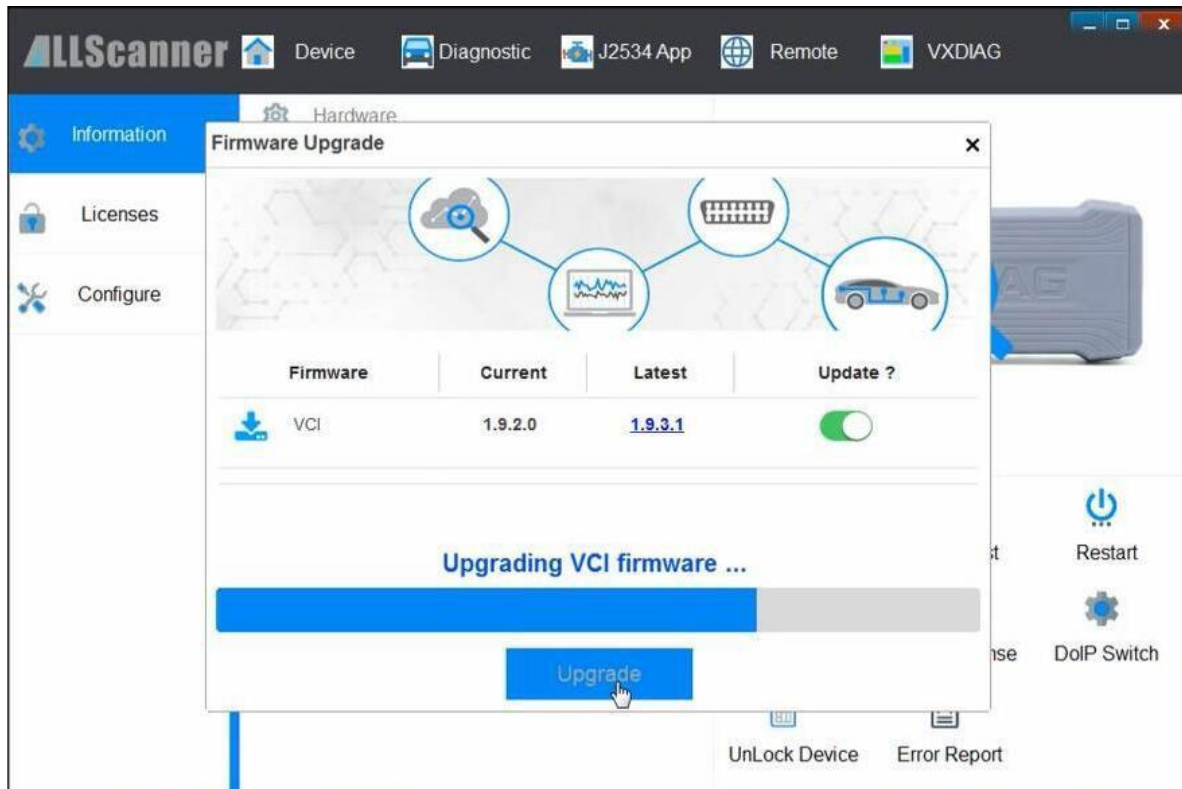 ALLScanner Device Diagnostic J2534 App Remote VXDIAG
Information
Licenses
Configure
Hardware
Firmware Upgrade
Firmware Current Latest Update ?
VCI 1.9.2.0 1.9.3.1
Upgrading VCI firmware ...
Upgrade
Restart
DoIP Switch
UnLock Device Error Report